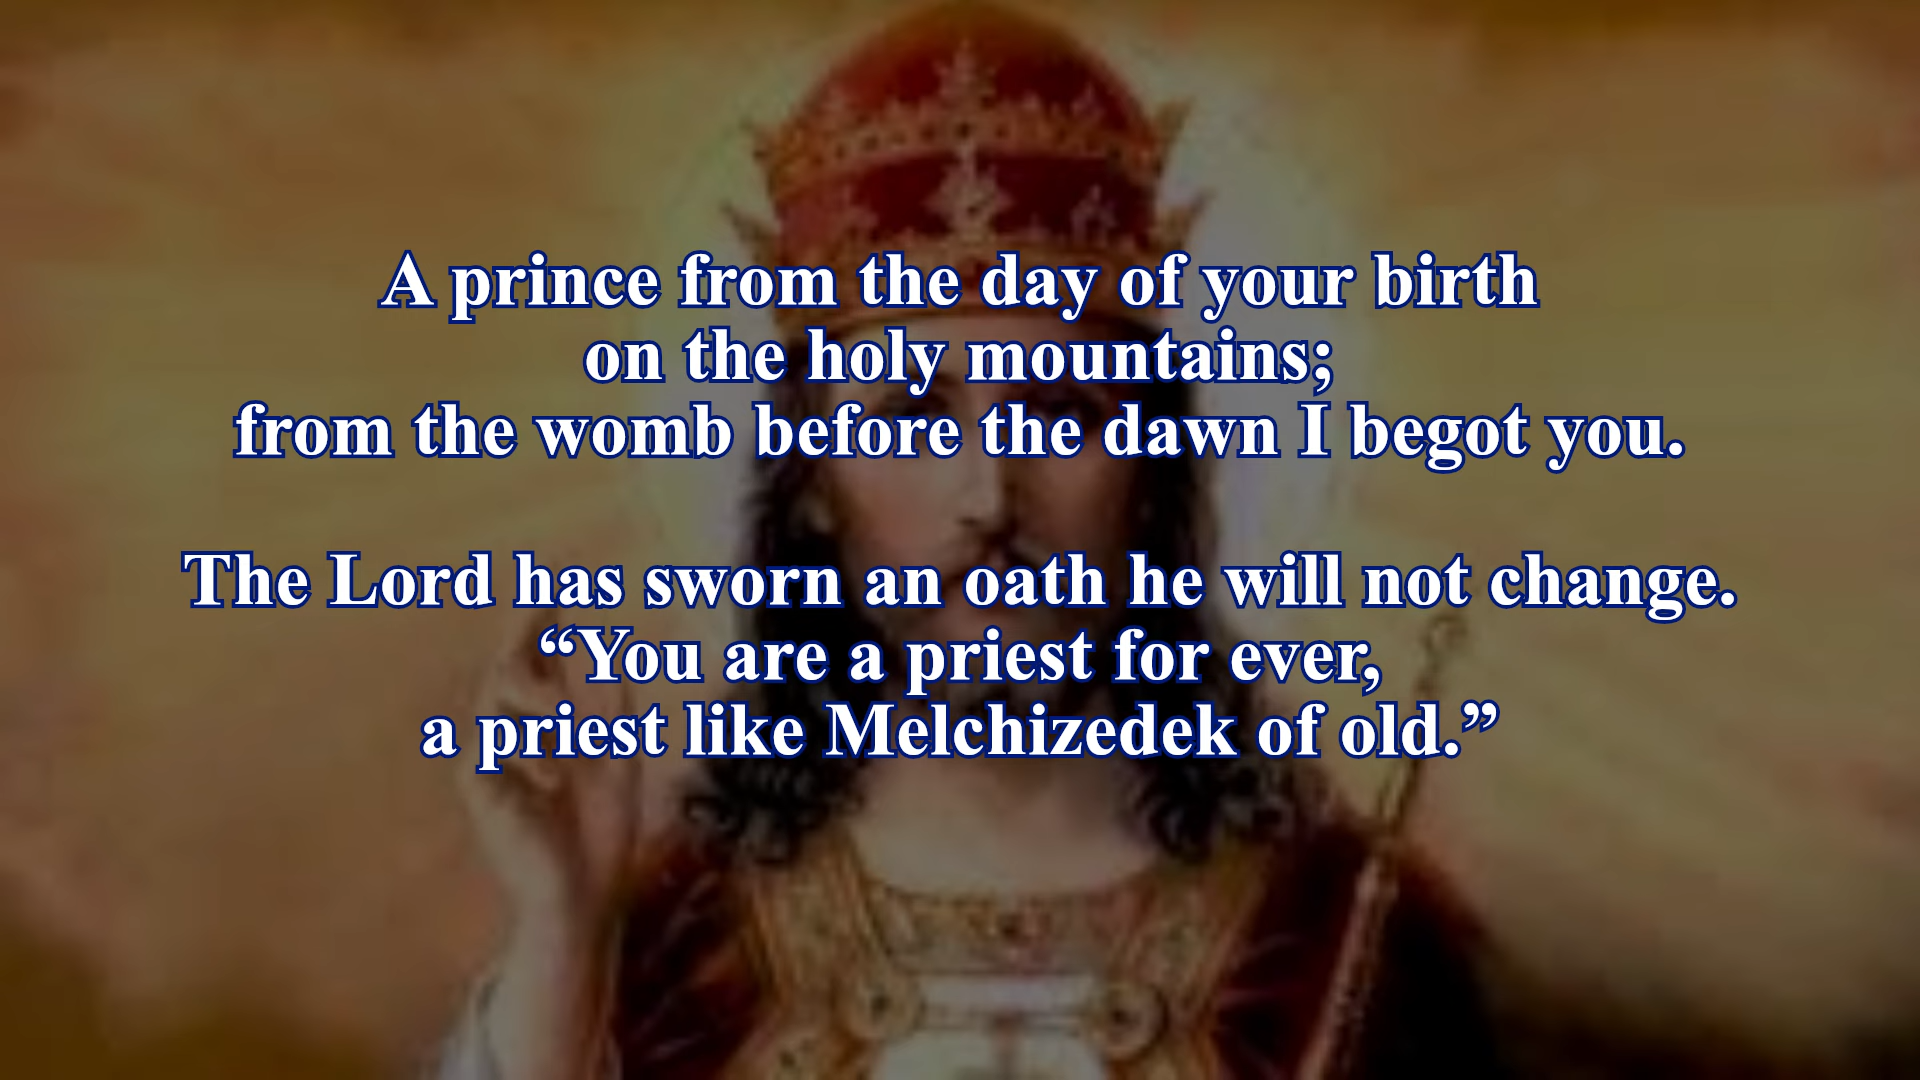 A prince from the day of your birth
on the holy mountains;
from the womb before the dawn I begot you.
The Lord has sworn an oath he will not change.
“You are a priest for ever,
a priest like Melchizedek of old.”